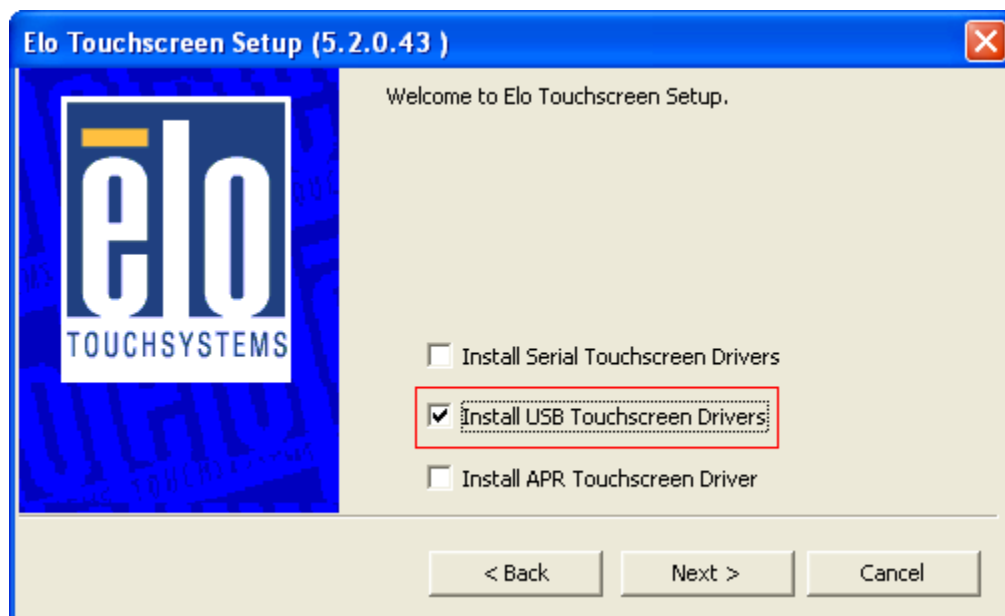 Elo Touchscreen Setup (5.2.0.43 )
Welcome to Elo Touchscreen Setup.
ēlo
TOUCHSYSTEMS
Install Serial Touchscreen Drivers
Install USB Touchscreen Drivers
Install APR Touchscreen Driver
< Back
Next >
Cancel